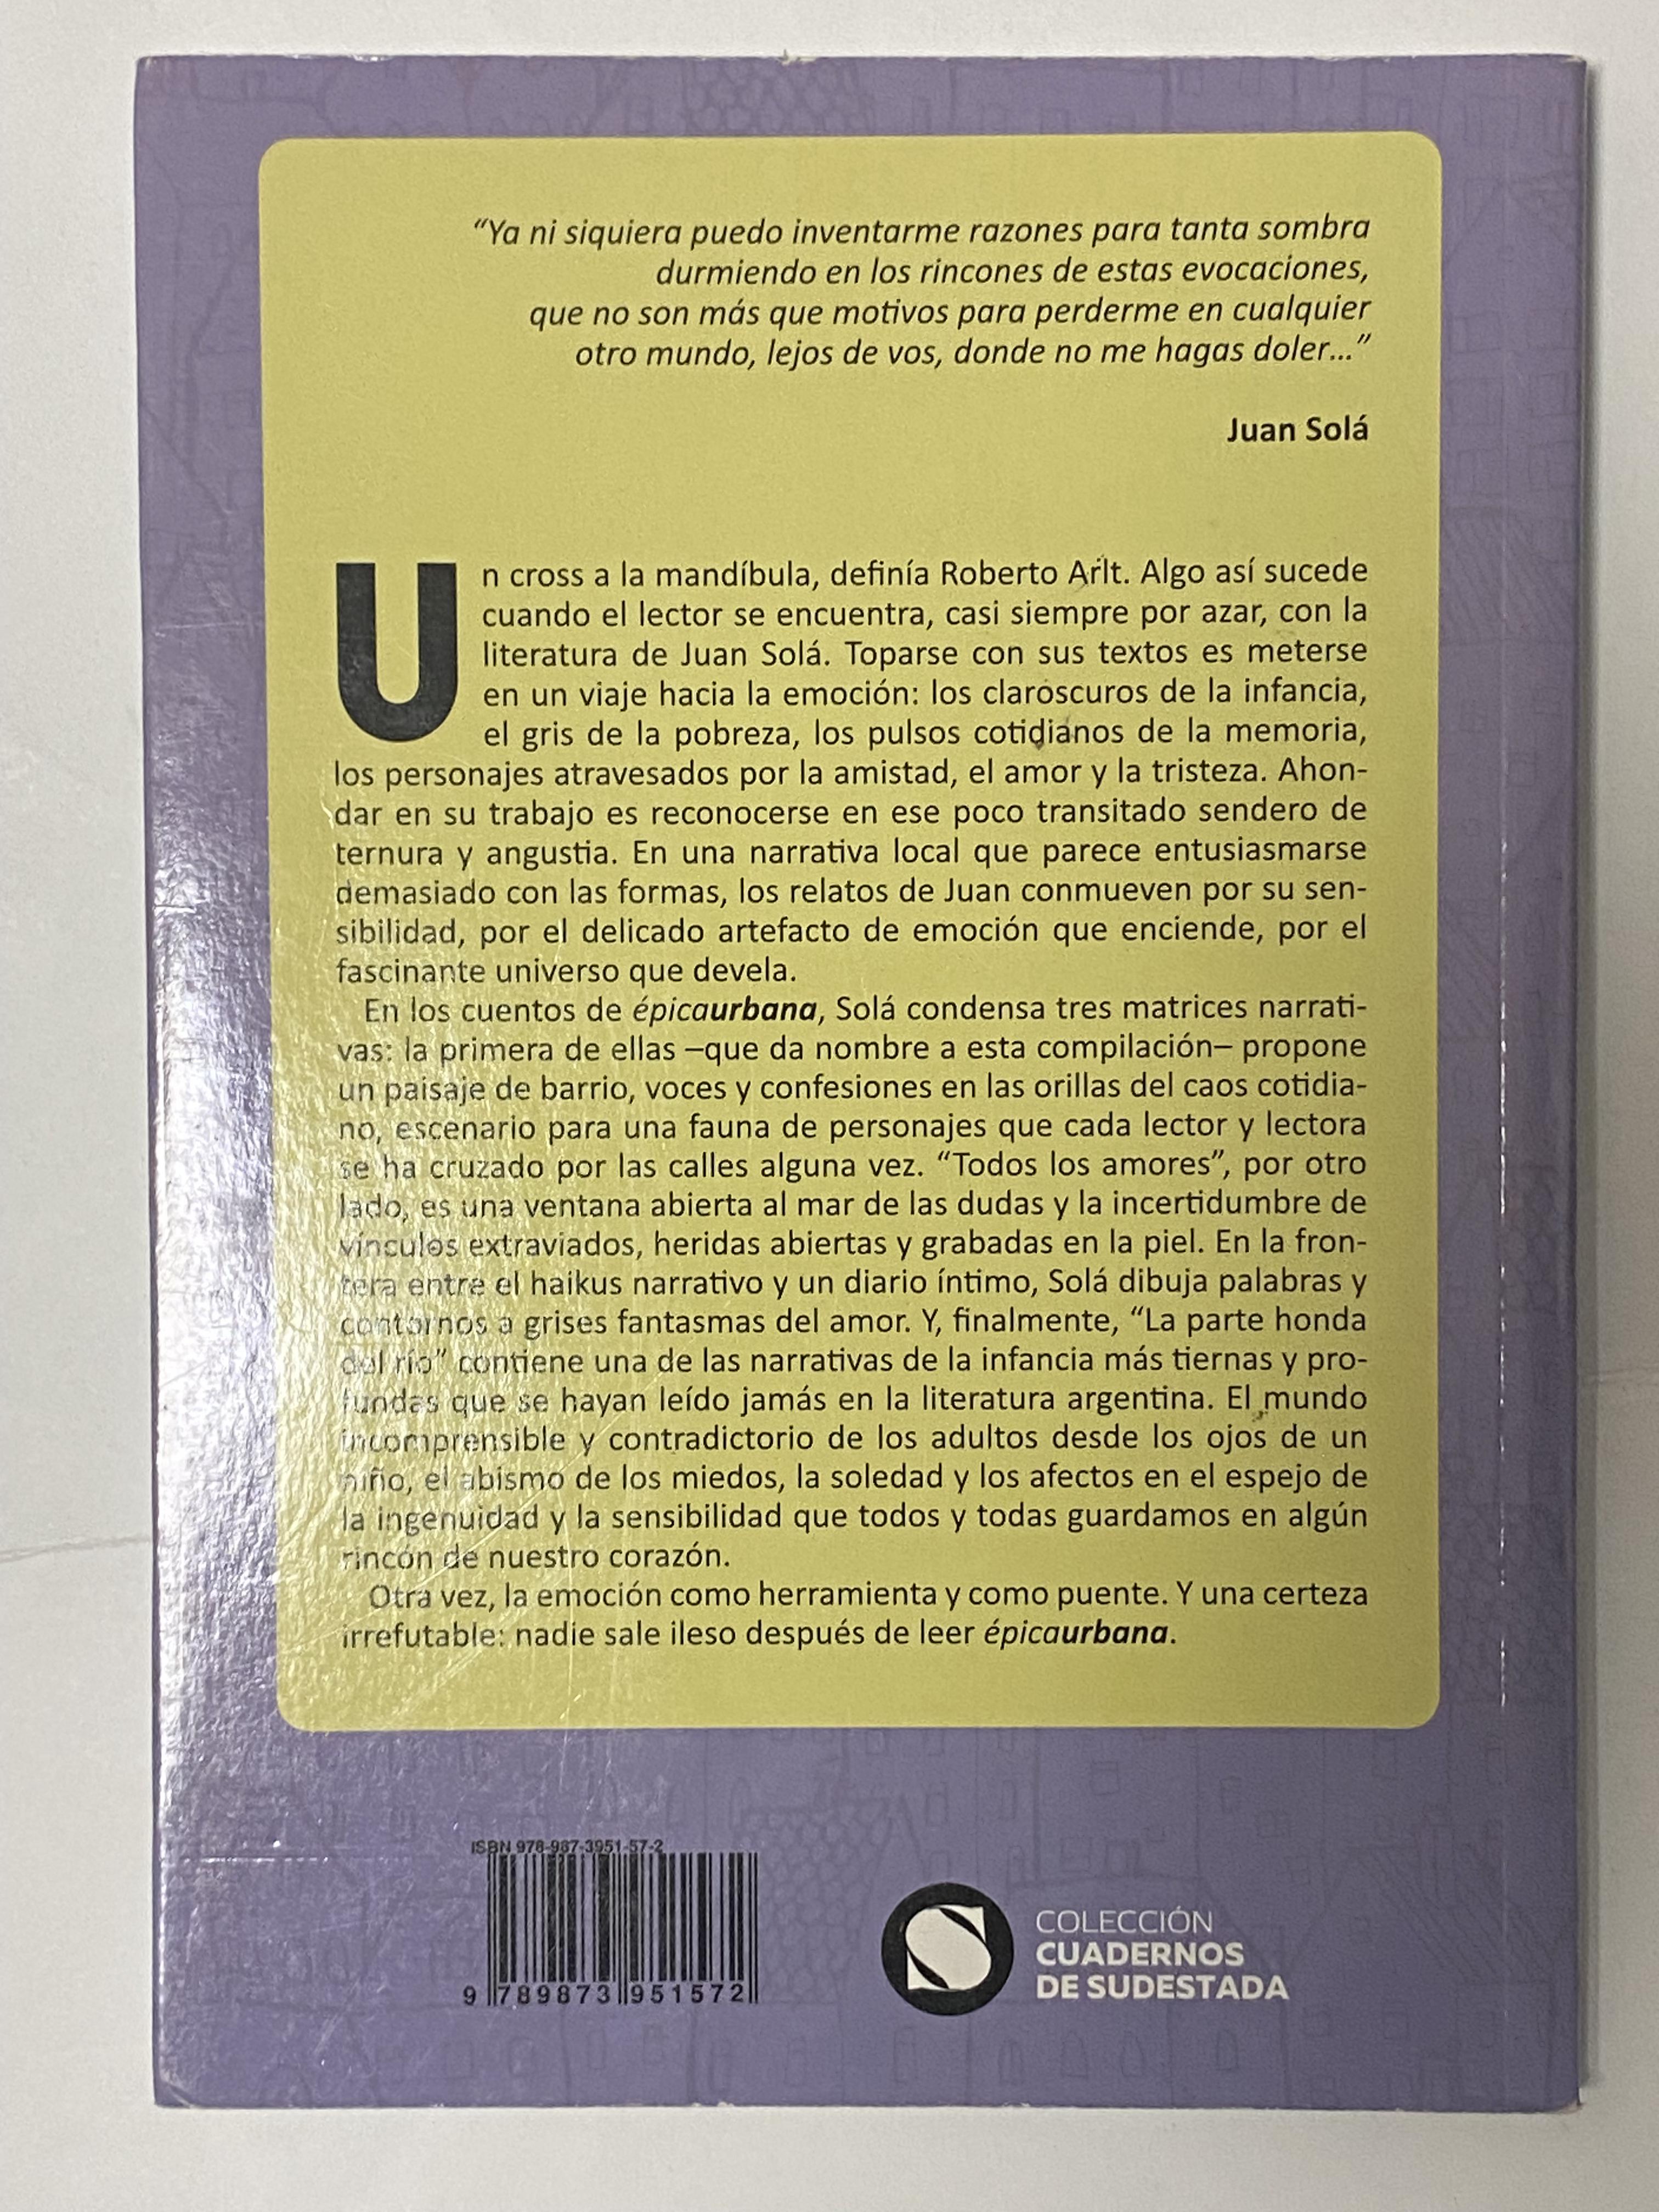 “Ya ni siquiera puedo inventarme razones para tanta sombra
durmiendo en los rincones de estas evocaciones,
que no son más que motivos para perderme en cualquier
otro mundo, lejos de vos, donde no me hagas doler...”
Juan Solá
Un cross a la mandíbula, definía Roberto Arlt. Algo así sucede
cuando el lector se encuentra, casi siempre por azar, con la
literatura de Juan Solá. Toparse con sus textos es meterse
en un viaje hacia la emoción: los claroscuros de la infancia,
el gris de la pobreza, los pulsos cotidianos de la memoria,
los personajes atravesados por la amistad, el amor y la tristeza. Ahon-
dar en su trabajo es reconocerse en ese poco transitado sendero de
ternura y angustia. En una narrativa local que parece entusiasmarse
demasiado con las formas, los relatos de Juan conmueven por su sen-
sibilidad, por el delicado artefacto de emoción que enciende, por el
fascinante universo que devela.
En los cuentos de épicaurbana, Solá condensa tres matrices narrati-
vas: la primera de ellas –que da nombre a esta compilación– propone
un paisaje de barrio, voces y confesiones en las orillas del caos cotidia-
no, escenario para una fauna de personajes que cada lector y lectora
se ha cruzado por las calles alguna vez. “Todos los amores”, por otro
lado, es una ventana abierta al mar de las dudas y la incertidumbre de
vínculos extraviados, heridas abiertas y grabadas en la piel. En la fron-
tera entre el haikus narrativo y un diario íntimo, Solá dibuja palabras y
contornos a grises fantasmas del amor. Y, finalmente, “La parte honda
del río” contiene una de las narrativas de la infancia más tiernas y pro-
fundas que se hayan leído jamás en la literatura argentina. El mundo
incomprensible y contradictorio de los adultos desde los ojos de un
niño, el abismo de los miedos, la soledad y los afectos en el espejo de
la ingenuidad y la sensibilidad que todos y todas guardamos en algún
rincón de nuestro corazón.
Otra vez, la emoción como herramienta y como puente. Y una certeza
irrefutable: nadie sale ileso después de leer épicaurbana.
ISBN 978-987-3951-57-2
9 789873 951572
COLECCIÓN
CUADERNOS
DE SUDESTADA